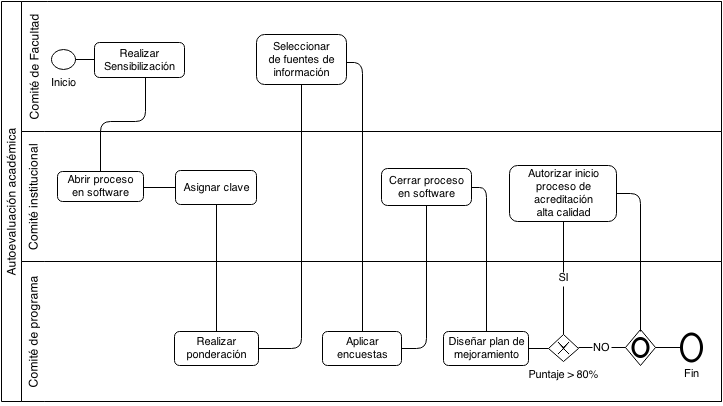 Autoevaluación académica
Comité de Facultad
Inicio
Realizar
Sensibilización
Seleccionar
de fuentes de
información
Comité institucional
Abrir proceso
en software
Asignar clave
Cerrar proceso
en software
Autorizar inicio
proceso de
acreditación
alta calidad
Comité de programa
Realizar
ponderación
Aplicar
encuestas
Diseñar plan de
mejoramiento
SI
NO
Puntaje > 80%
Fin